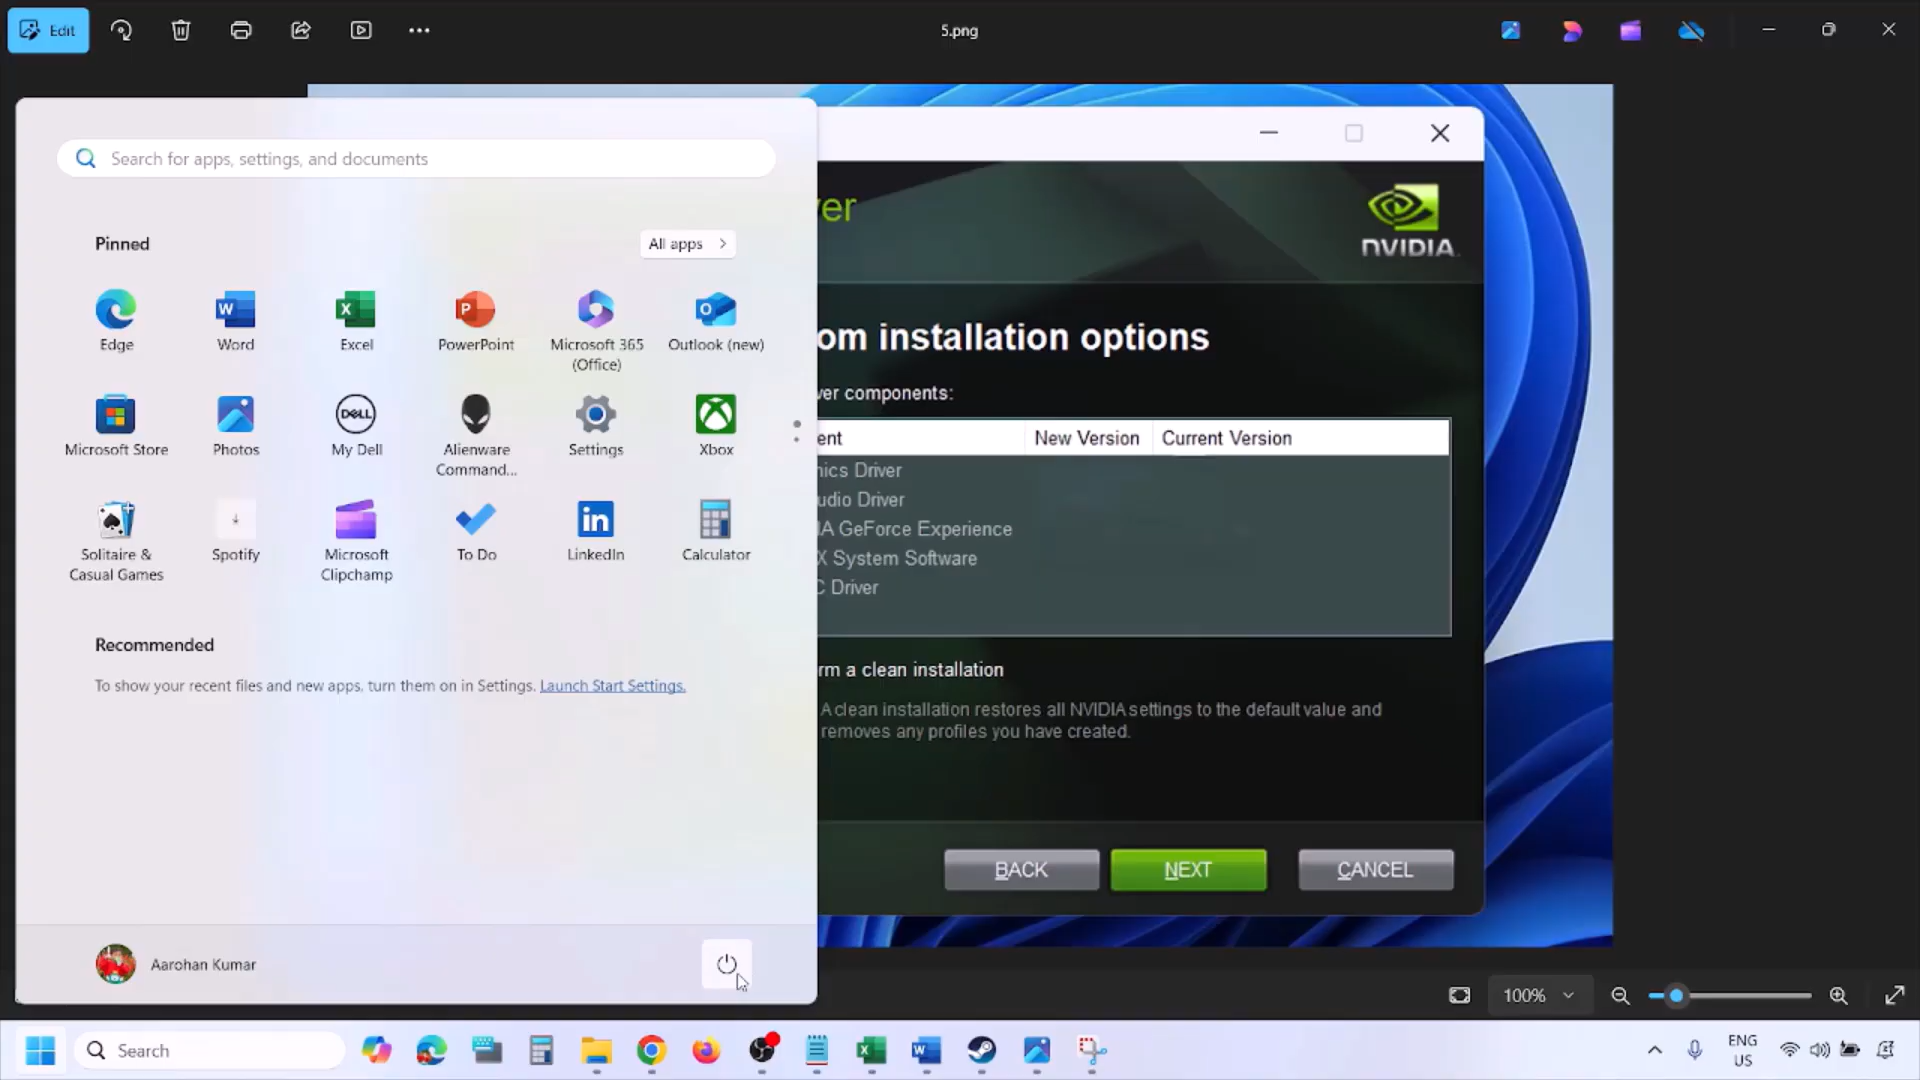 Edit
5.png
Search for apps, settings, and documents
Pinned
All apps
Edge
Word
Excel
PowerPoint
Microsoft 365
(Office)
Outlook (new)
Microsoft Store
Photos
DELL
My Dell
Alienware
Command...
Settings
Xbox
Solitaire &
Casual Games
Spotify
Microsoft
Clipchamp
To Do
LinkedIn
Calculator
Recommended
To show your recent files and new apps, turn them on in Settings. Launch Start Settings.
Aarohan Kumar
ver
NVIDIA
om installation options
ver components:
ent
New Version
Current Version
nics Driver
udio Driver
IA GeForce Experience
X System Software
C Driver
rm a clean installation
A clean installation restores all NVIDIA settings to the default value and
removes any profiles you have created.
BACK
NEXT
CANCEL
100%
Search
ENG
US